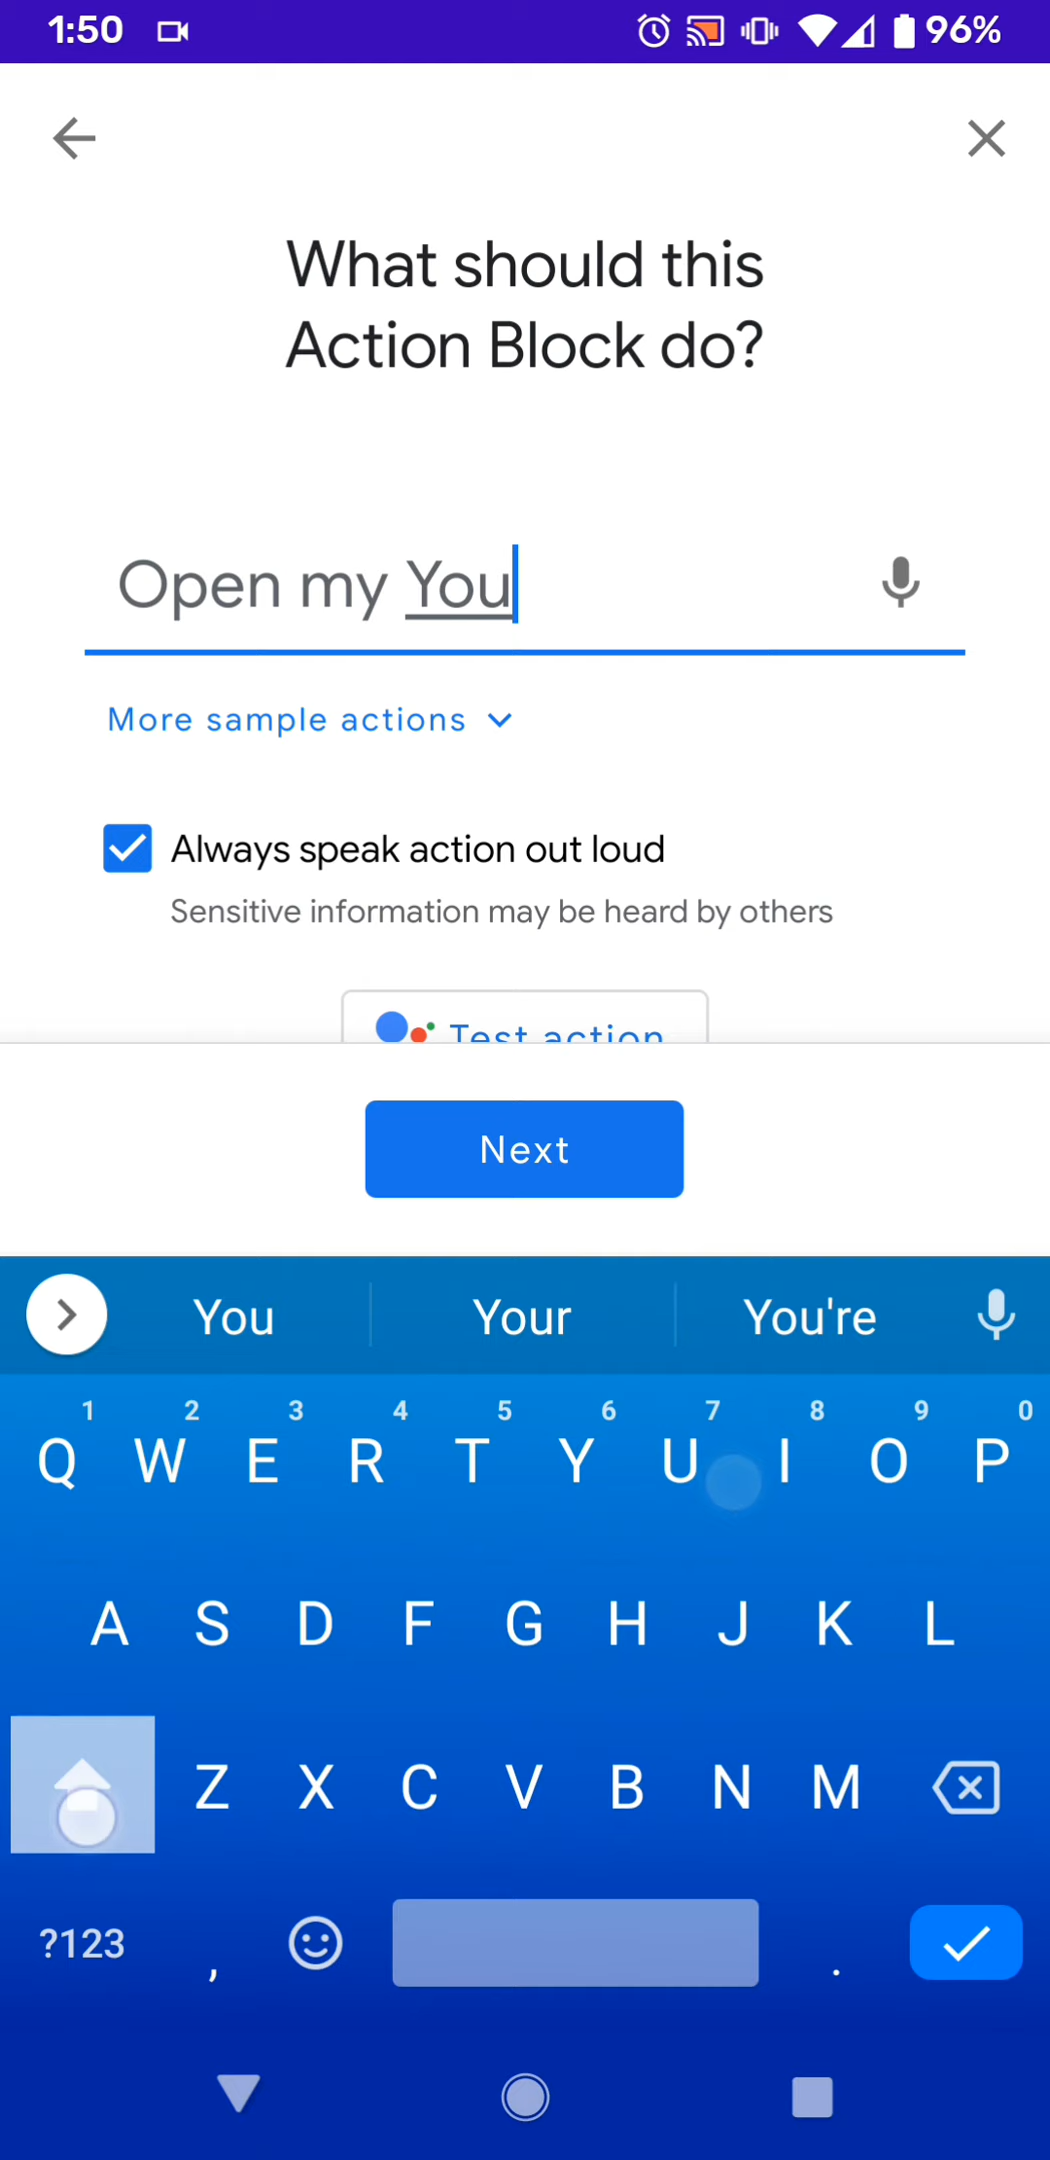 1:50 96%
What should this
Action Block do?
Open my You
More sample actions
Always speak action out loud
Sensitive information may be heard by others
Test action
Next
You Your You're
1 2 3 4 5 6 7 8 9 0
Q W E R T Y U I O P
A S D F G H J K L
Z X C V B N M
?123 , .